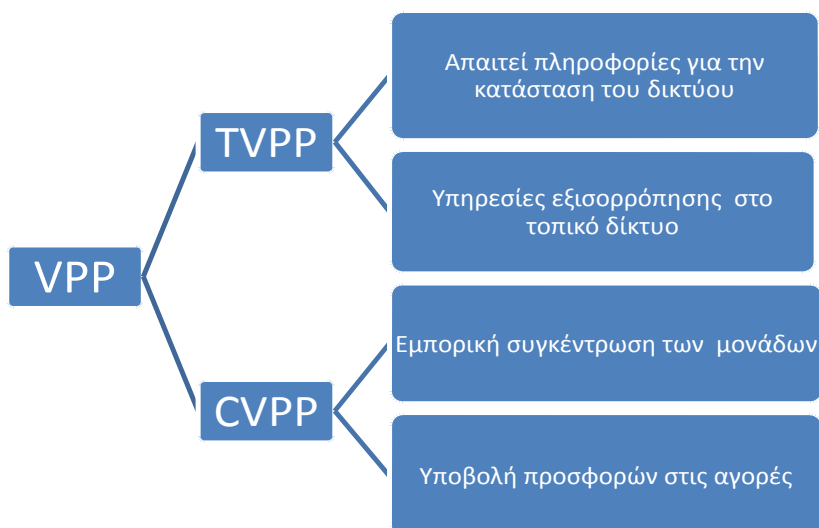 VPP
TVPP
Απαιτεί πληροφορίες για την
κατάσταση του δικτύου
Υπηρεσίες εξισορρόπησης στο
τοπικό δίκτυο
CVPP
Εμπορική συγκέντρωση των μονάδων
Υποβολή προσφορών στις αγορές